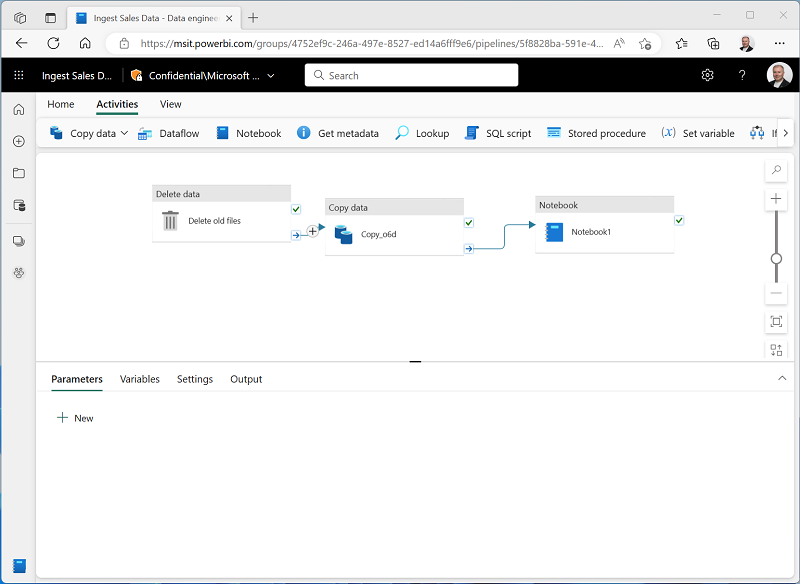 Ingest Sales Data - Data enginee
https://msit.powerbi.com/groups/4752ef9c-246a-497e-8527-ed14a6fff9e6/pipelines/5f8828ba-591e-4...
Ingest Sales D... Confidential\Microsoft ... Search
Home Activities View
Copy data Dataflow Notebook Get metadata Lookup SQL script Stored procedure (x) Set variable If
Delete data
Delete old files
Copy data
Copy_o6d
Notebook
Notebook1
Parameters Variables Settings Output
New